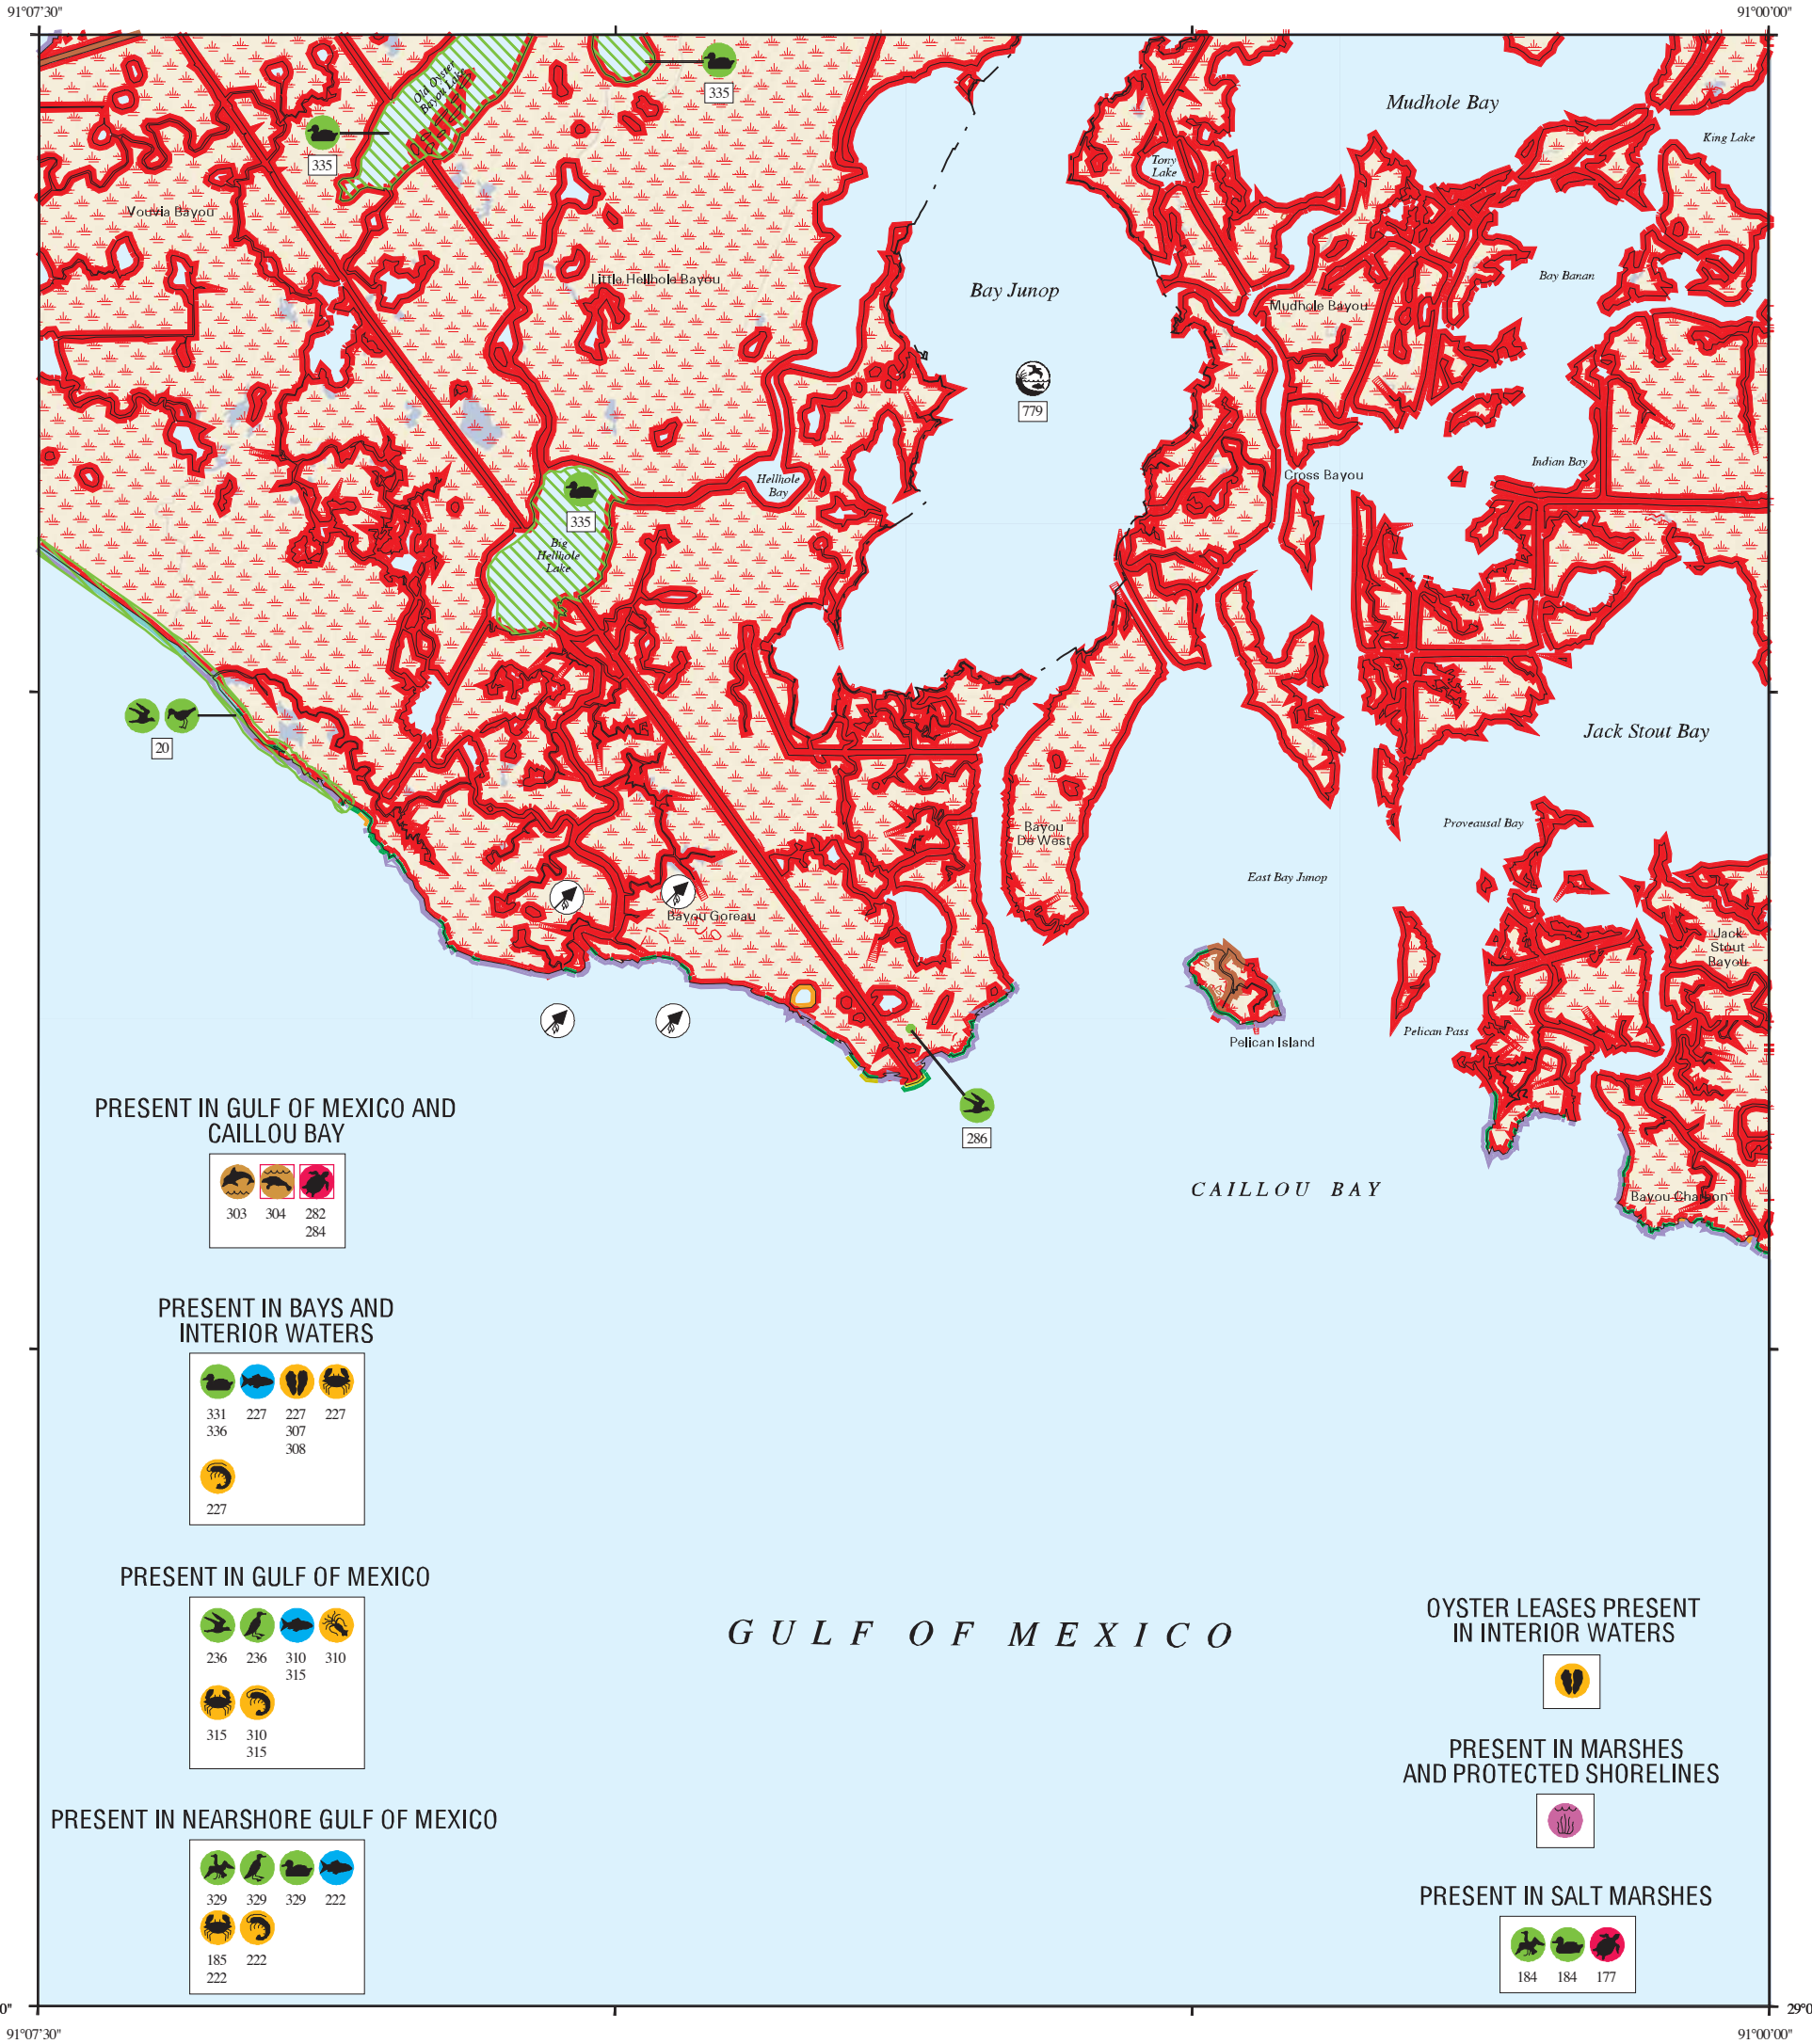 91°07'30"
91°00'00"
Old Oyster
Bayou Lake
335
335
Mudhole Bay
King Lake
Tony
Lake
Vouvia Bayou
Little Hellhole Bayou
Bay Junop
Bay Banan
Mudhole Bayou
779
Hellhole
Bay
Cross Bayou
Indian Bay
335
Big
Hellhole
Lake
20
Jack Stout Bay
Bayou
De West
Proveausal Bay
East Bay Junop
Bayou Goreau
Jack
Stout
Bayou
Pelican Pass
Pelican Island
286
CAILLOU BAY
Bayou Charlon
PRESENT IN GULF OF MEXICO AND
CAILLOU BAY
303 304 282
284
PRESENT IN BAYS AND
INTERIOR WATERS
331 227 227 227
336 307
308
227
PRESENT IN GULF OF MEXICO
236 236 310 310
315
315 310
315
GULF OF MEXICO
OYSTER LEASES PRESENT
IN INTERIOR WATERS
PRESENT IN MARSHES
AND PROTECTED SHORELINES
PRESENT IN NEARSHORE GULF OF MEXICO
329 329 329 222
185 222
222
PRESENT IN SALT MARSHES
184 184 177
0"
29°0
91°07'30"
91°00'00"